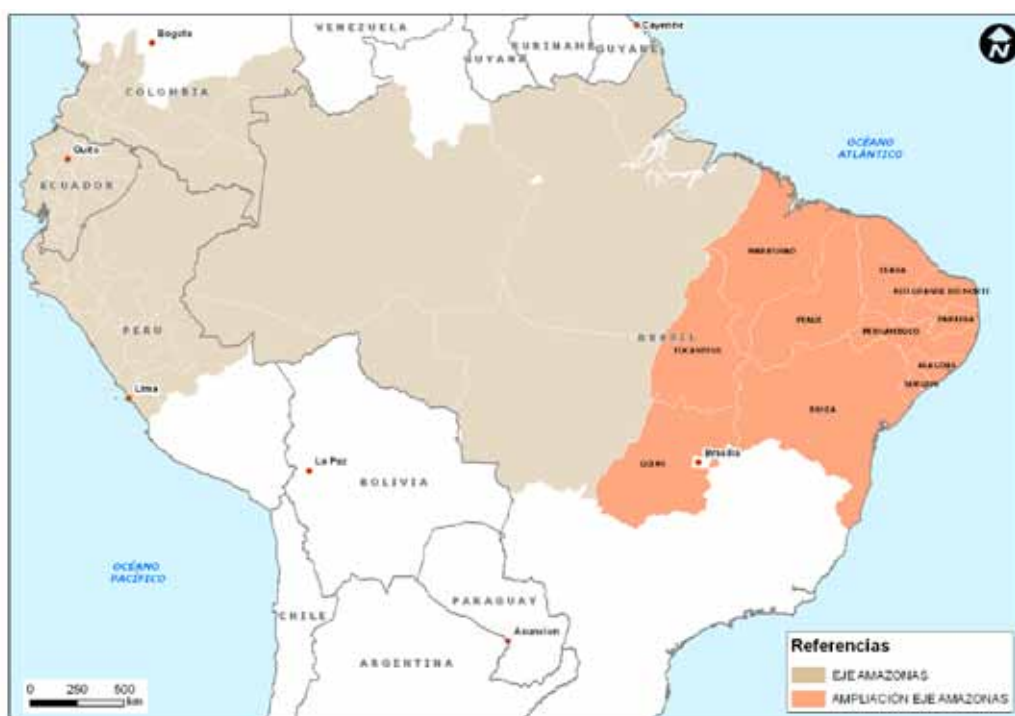 Cayenne
Bogota
VENEZUELA
SURINAME
GUYANA
GUYANE
N
COLOMBIA
OCÉANO
ATLÁNTICO
Quito
ECUADOR
MARANHAO
CEARA
RIO GRANDE DO NORTE
PARAIBA
PIAUI
PERNAMBUCO
PERU
BRASIL
TOCANTINS
ALAGOAS
SERGIPE
Lima
BAHIA
GOIAS
Brasilia
La Paz
BOLIVIA
OCÉANO
PACÍFICO
PARAGUAY
CHILE
Asuncion
ARGENTINA
Referencias
EJE AMAZONAS
AMPLIACIÓN EJE AMAZONAS
0 250 500
km